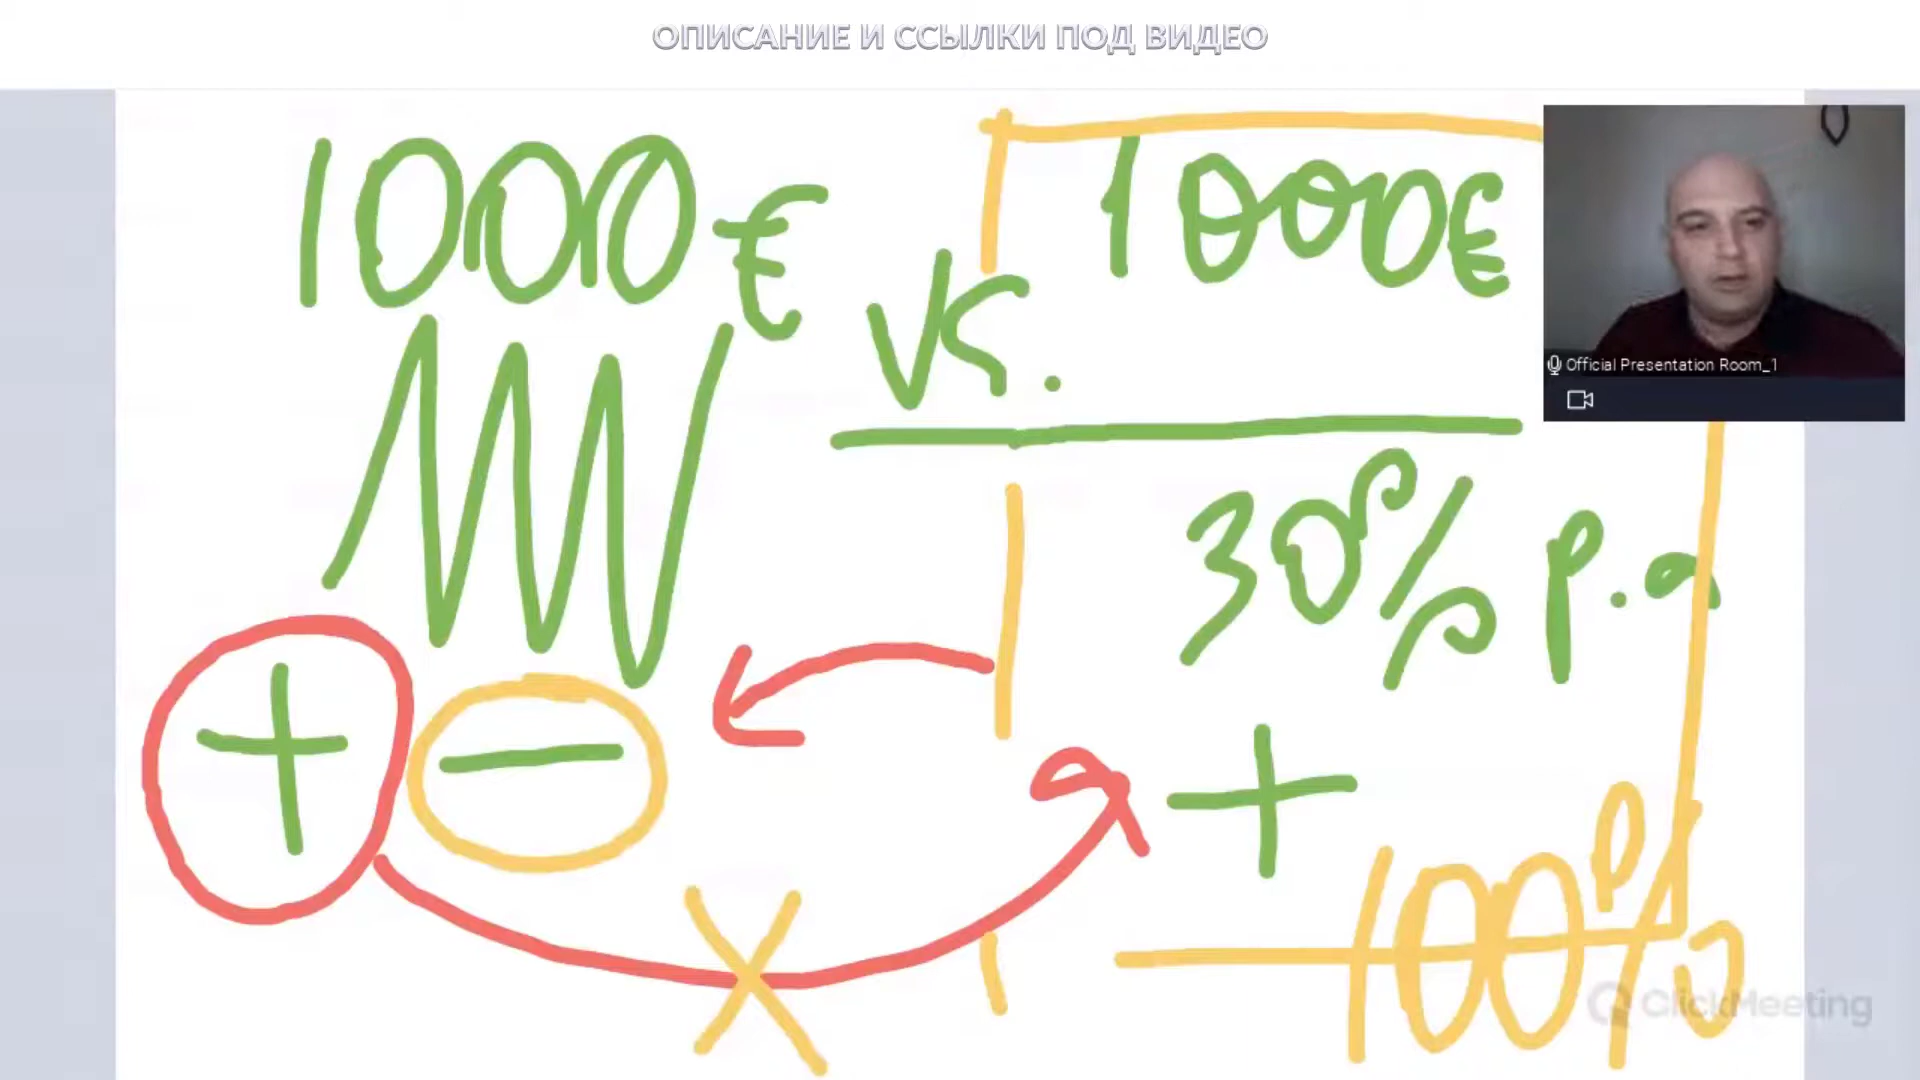 ОПИСАНИЕ И ССЫЛКИ ПОД ВИДЕО
1000€
vs.
1000€
Official Presentation Room_1
30% p.a
+ -
+
100%
ClickMeeting